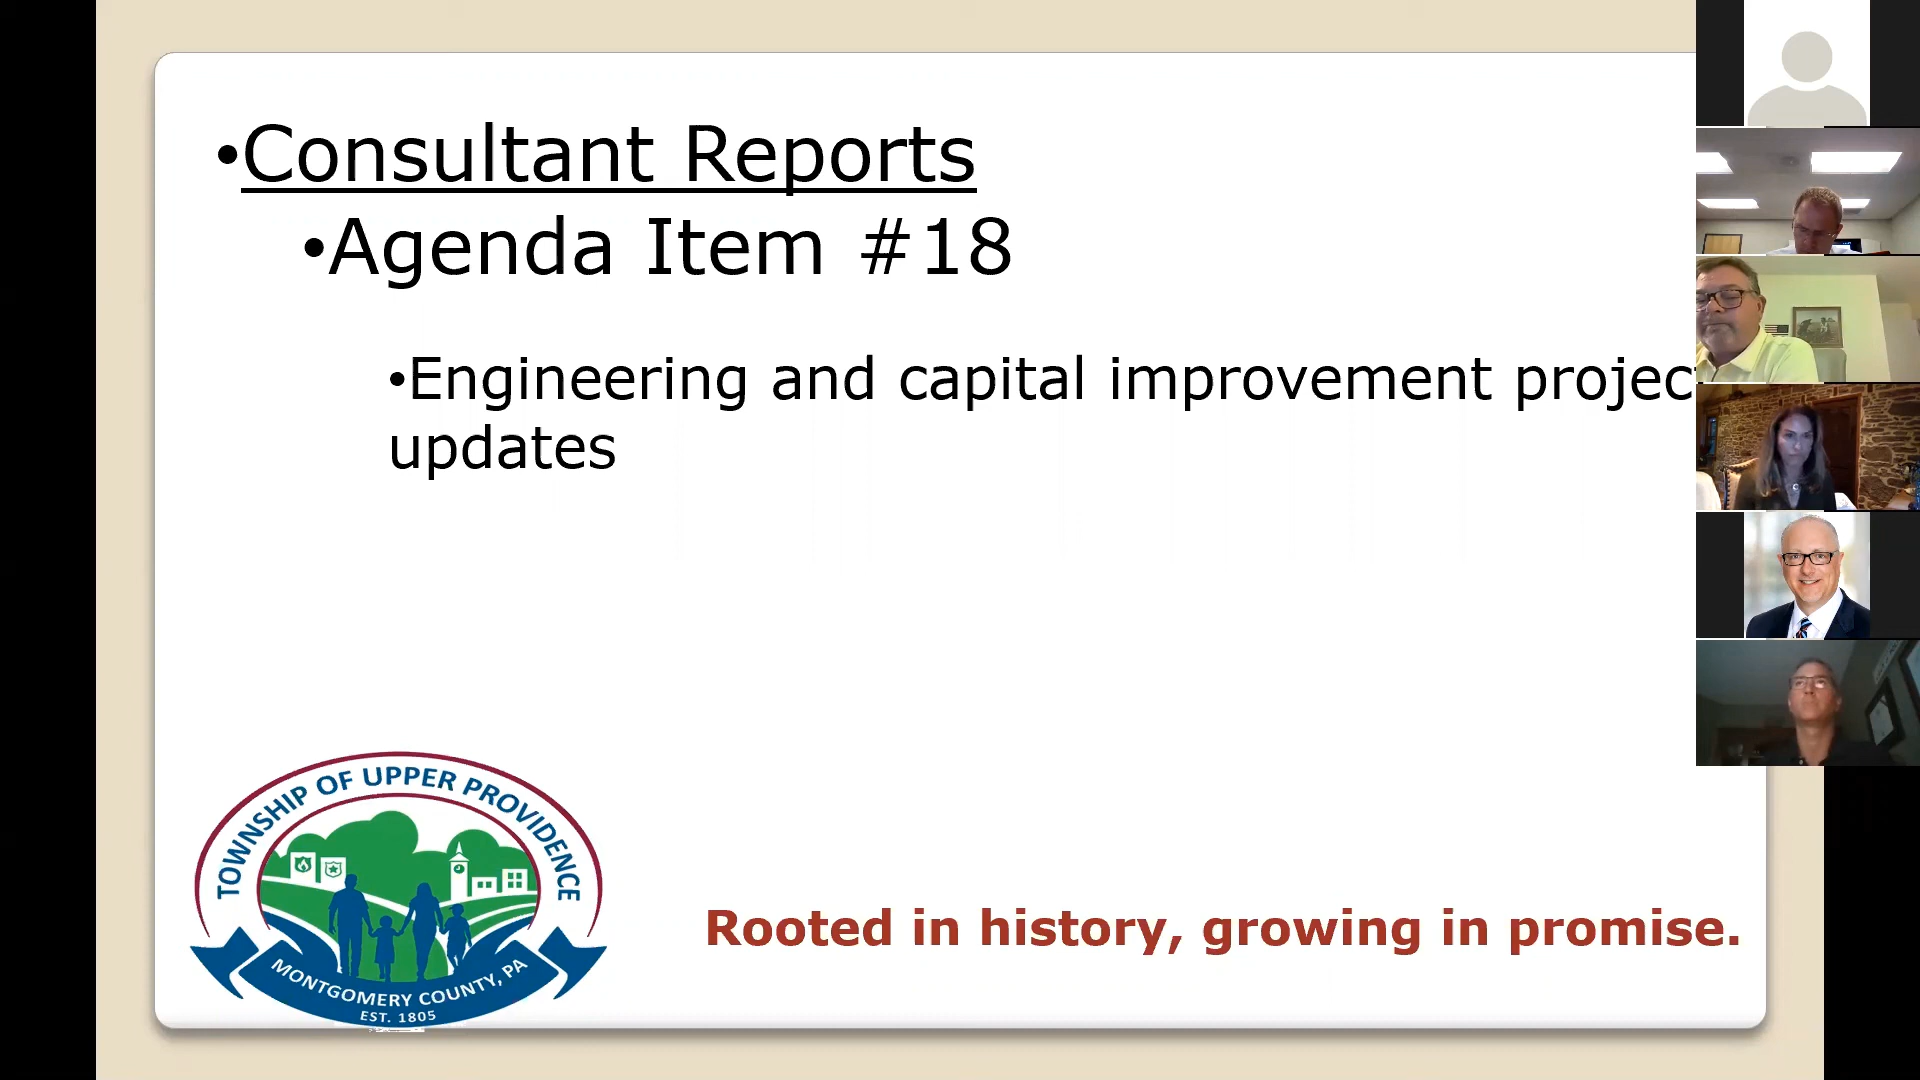 •Consultant Reports
•Agenda Item #18
•Engineering and capital improvement projec
updates
TOWNSHIP OF UPPER PROVIDENCE
MONTGOMERY COUNTY, PA
EST. 1805
Rooted in history, growing in promise.